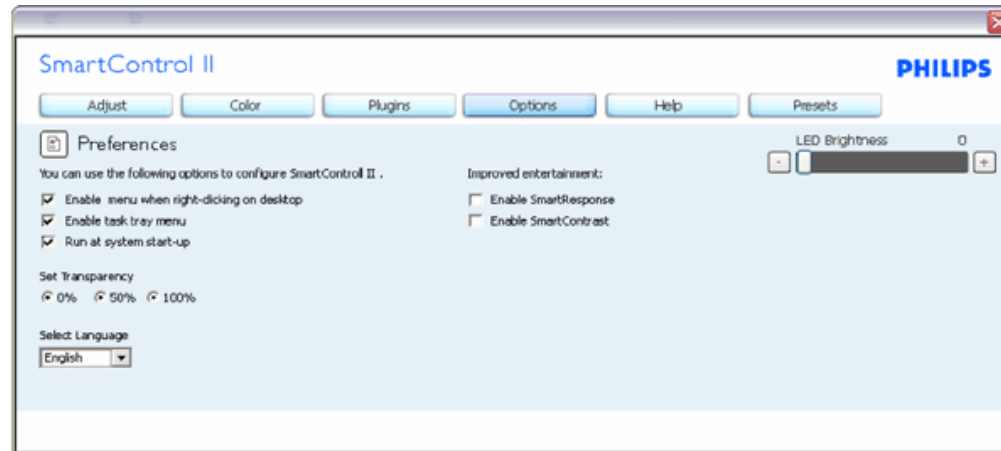 SmartControl II
PHILIPS
Adjust Color Plugins Options Help Presets
Preferences
LED Brightness 0
- +
You can use the following options to configure SmartControl II .
Improved entertainment:
Enable menu when right-clicking on desktop
Enable SmartResponse
Enable task tray menu
Enable SmartContrast
Run at system start-up
Set Transparency
0% 50% 100%
Select Language
English